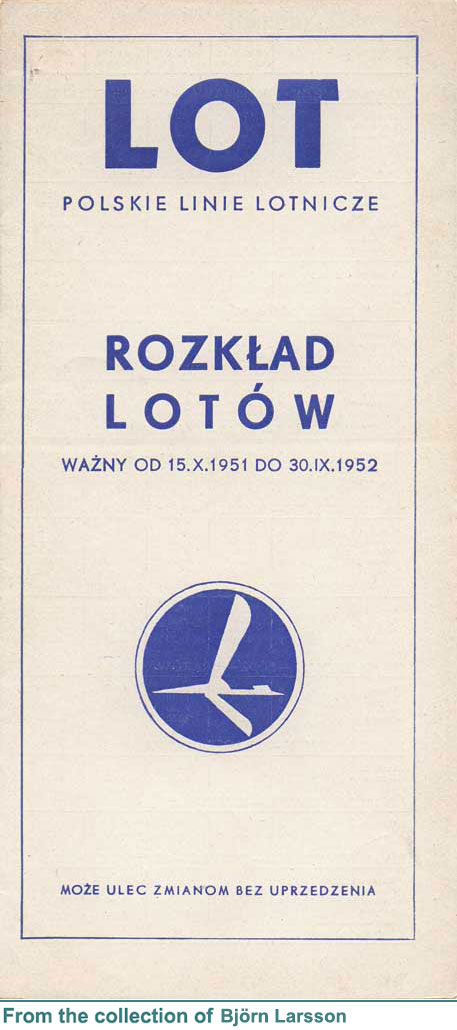 LOT
POLSKIE LINIE LOTNICZE
ROZKŁAD
LOTÓW
WAŻNY OD 15.X.1951 DO 30.IX.1952
MOŻE ULEC ZMIANOM BEZ UPRZEDZENIA
From the collection of Björn Larsson